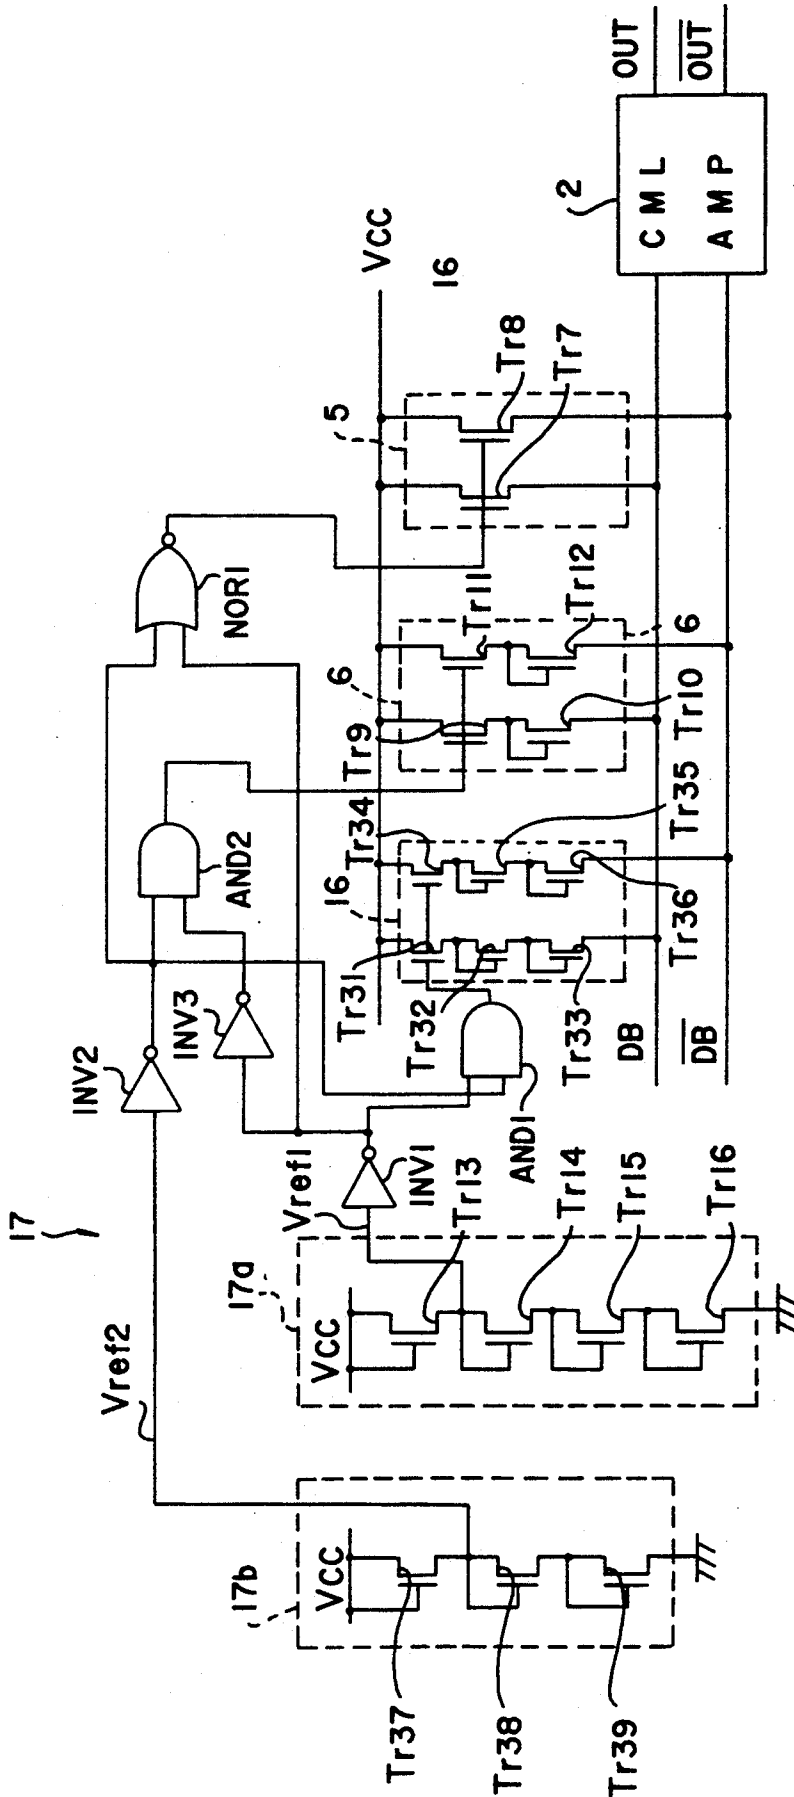 17
Vref2
Vref1
17b
VCC
Tr37
Tr38
Tr39
17a
VCC
Tr13
Tr14
Tr15
Tr16
INV2
INV3
INV1
AND2
AND1
NOR1
16
Tr31
Tr32
Tr33
Tr34
Tr35
Tr36
6
Tr9
Tr10
Tr11
Tr12
6
5
Tr8
Tr7
VCC
16
DB
DB
2
CML
AMP
OUT
OUT